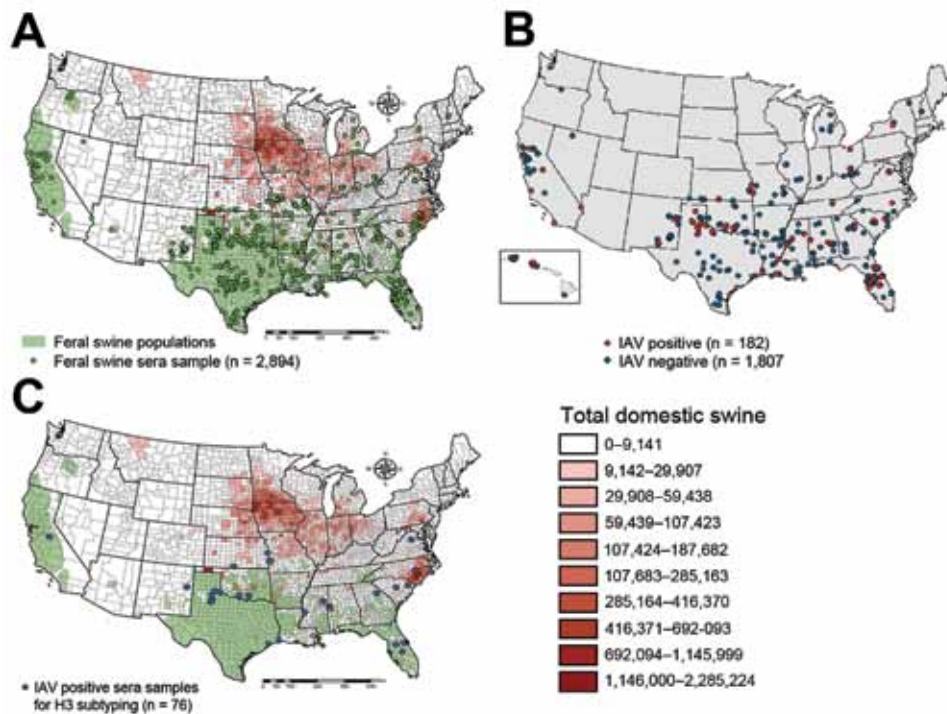 A
B
Feral swine populations
Feral swine sera sample (n = 2,894)
IAV positive (n = 182)
IAV negative (n = 1,807
C
IAV positive sera samples
for H3 subtyping (n = 76)
Total domestic swine
0–9,141
9,142–29,907
29,908–59,438
59,439–107,423
107,424–187,682
107,683–285,163
285,164–416,370
416,371–692-093
692,094–1,145,999
1,146,000–2,285,224